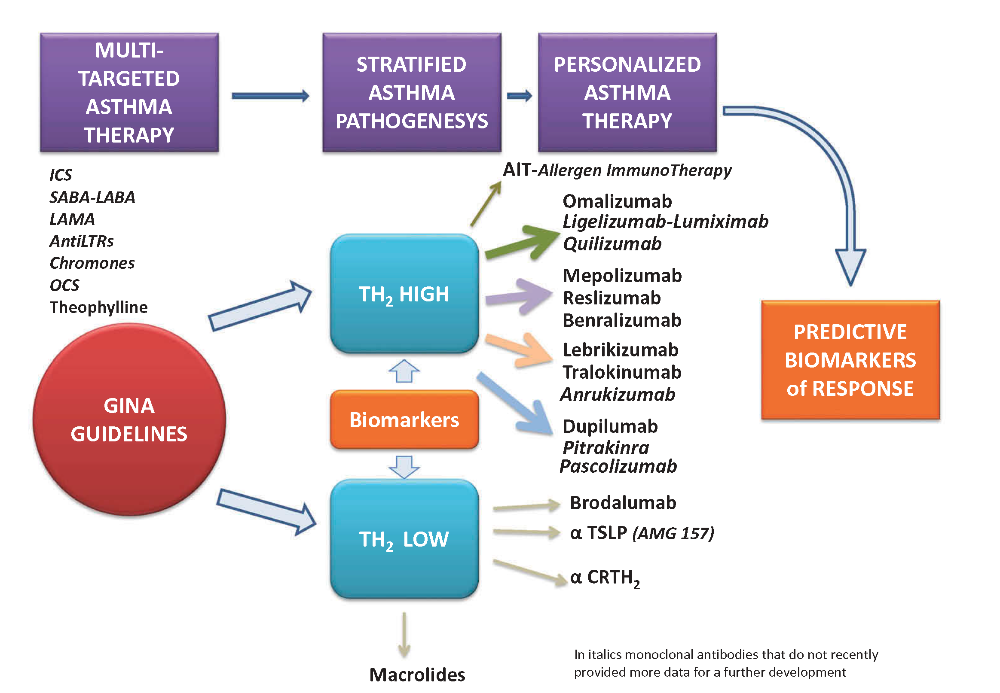 MULTI-
TARGETED
ASTHMA
THERAPY
STRATIFIED
ASTHMA
PATHOGENESYS
PERSONALIZED
ASTHMA
THERAPY
ICS
SABA-LABA
LAMA
AntiLTRs
Chromones
OCS
Theophylline
GINA
GUIDELINES
TH₂ HIGH
Biomarkers
TH₂ LOW
Macrolides
AIT-Allergen ImmunoTherapy
Omalizumab
Ligelizumab-Lumiximab
Quilizumab
Mepolizumab
Reslizumab
Benralizumab
Lebrikizumab
Tralokinumab
Anrukizumab
Dupilumab
Pitrakinra
Pascolizumab
Brodalumab
α TSLP (AMG 157)
α CRTH₂
PREDICTIVE
BIOMARKERS
of RESPONSE
In italics monoclonal antibodies that do not recently
provided more data for a further development